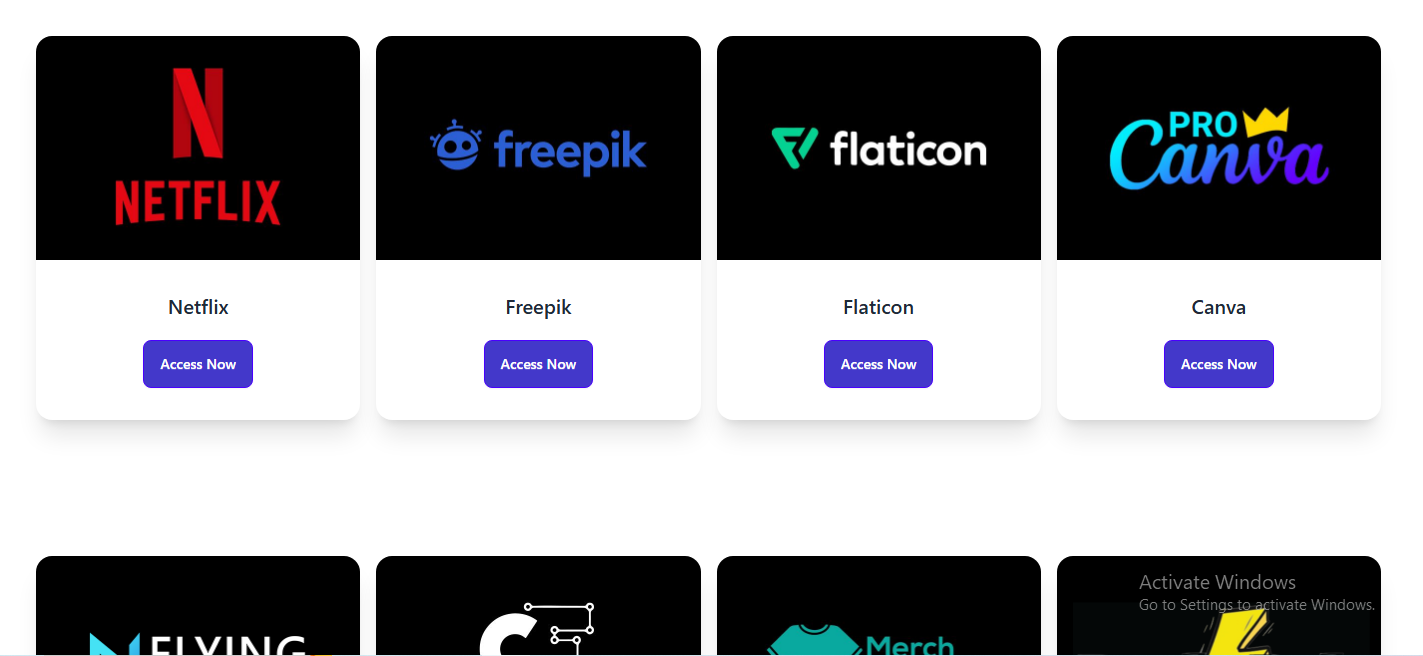 N
NETFLIX
freepik
flaticon
PRO
Canva
Netflix
Freepik
Flaticon
Canva
Access Now
Access Now
Access Now
Access Now
FLYING
Merch
Activate Windows
Go to Settings to activate Windows.